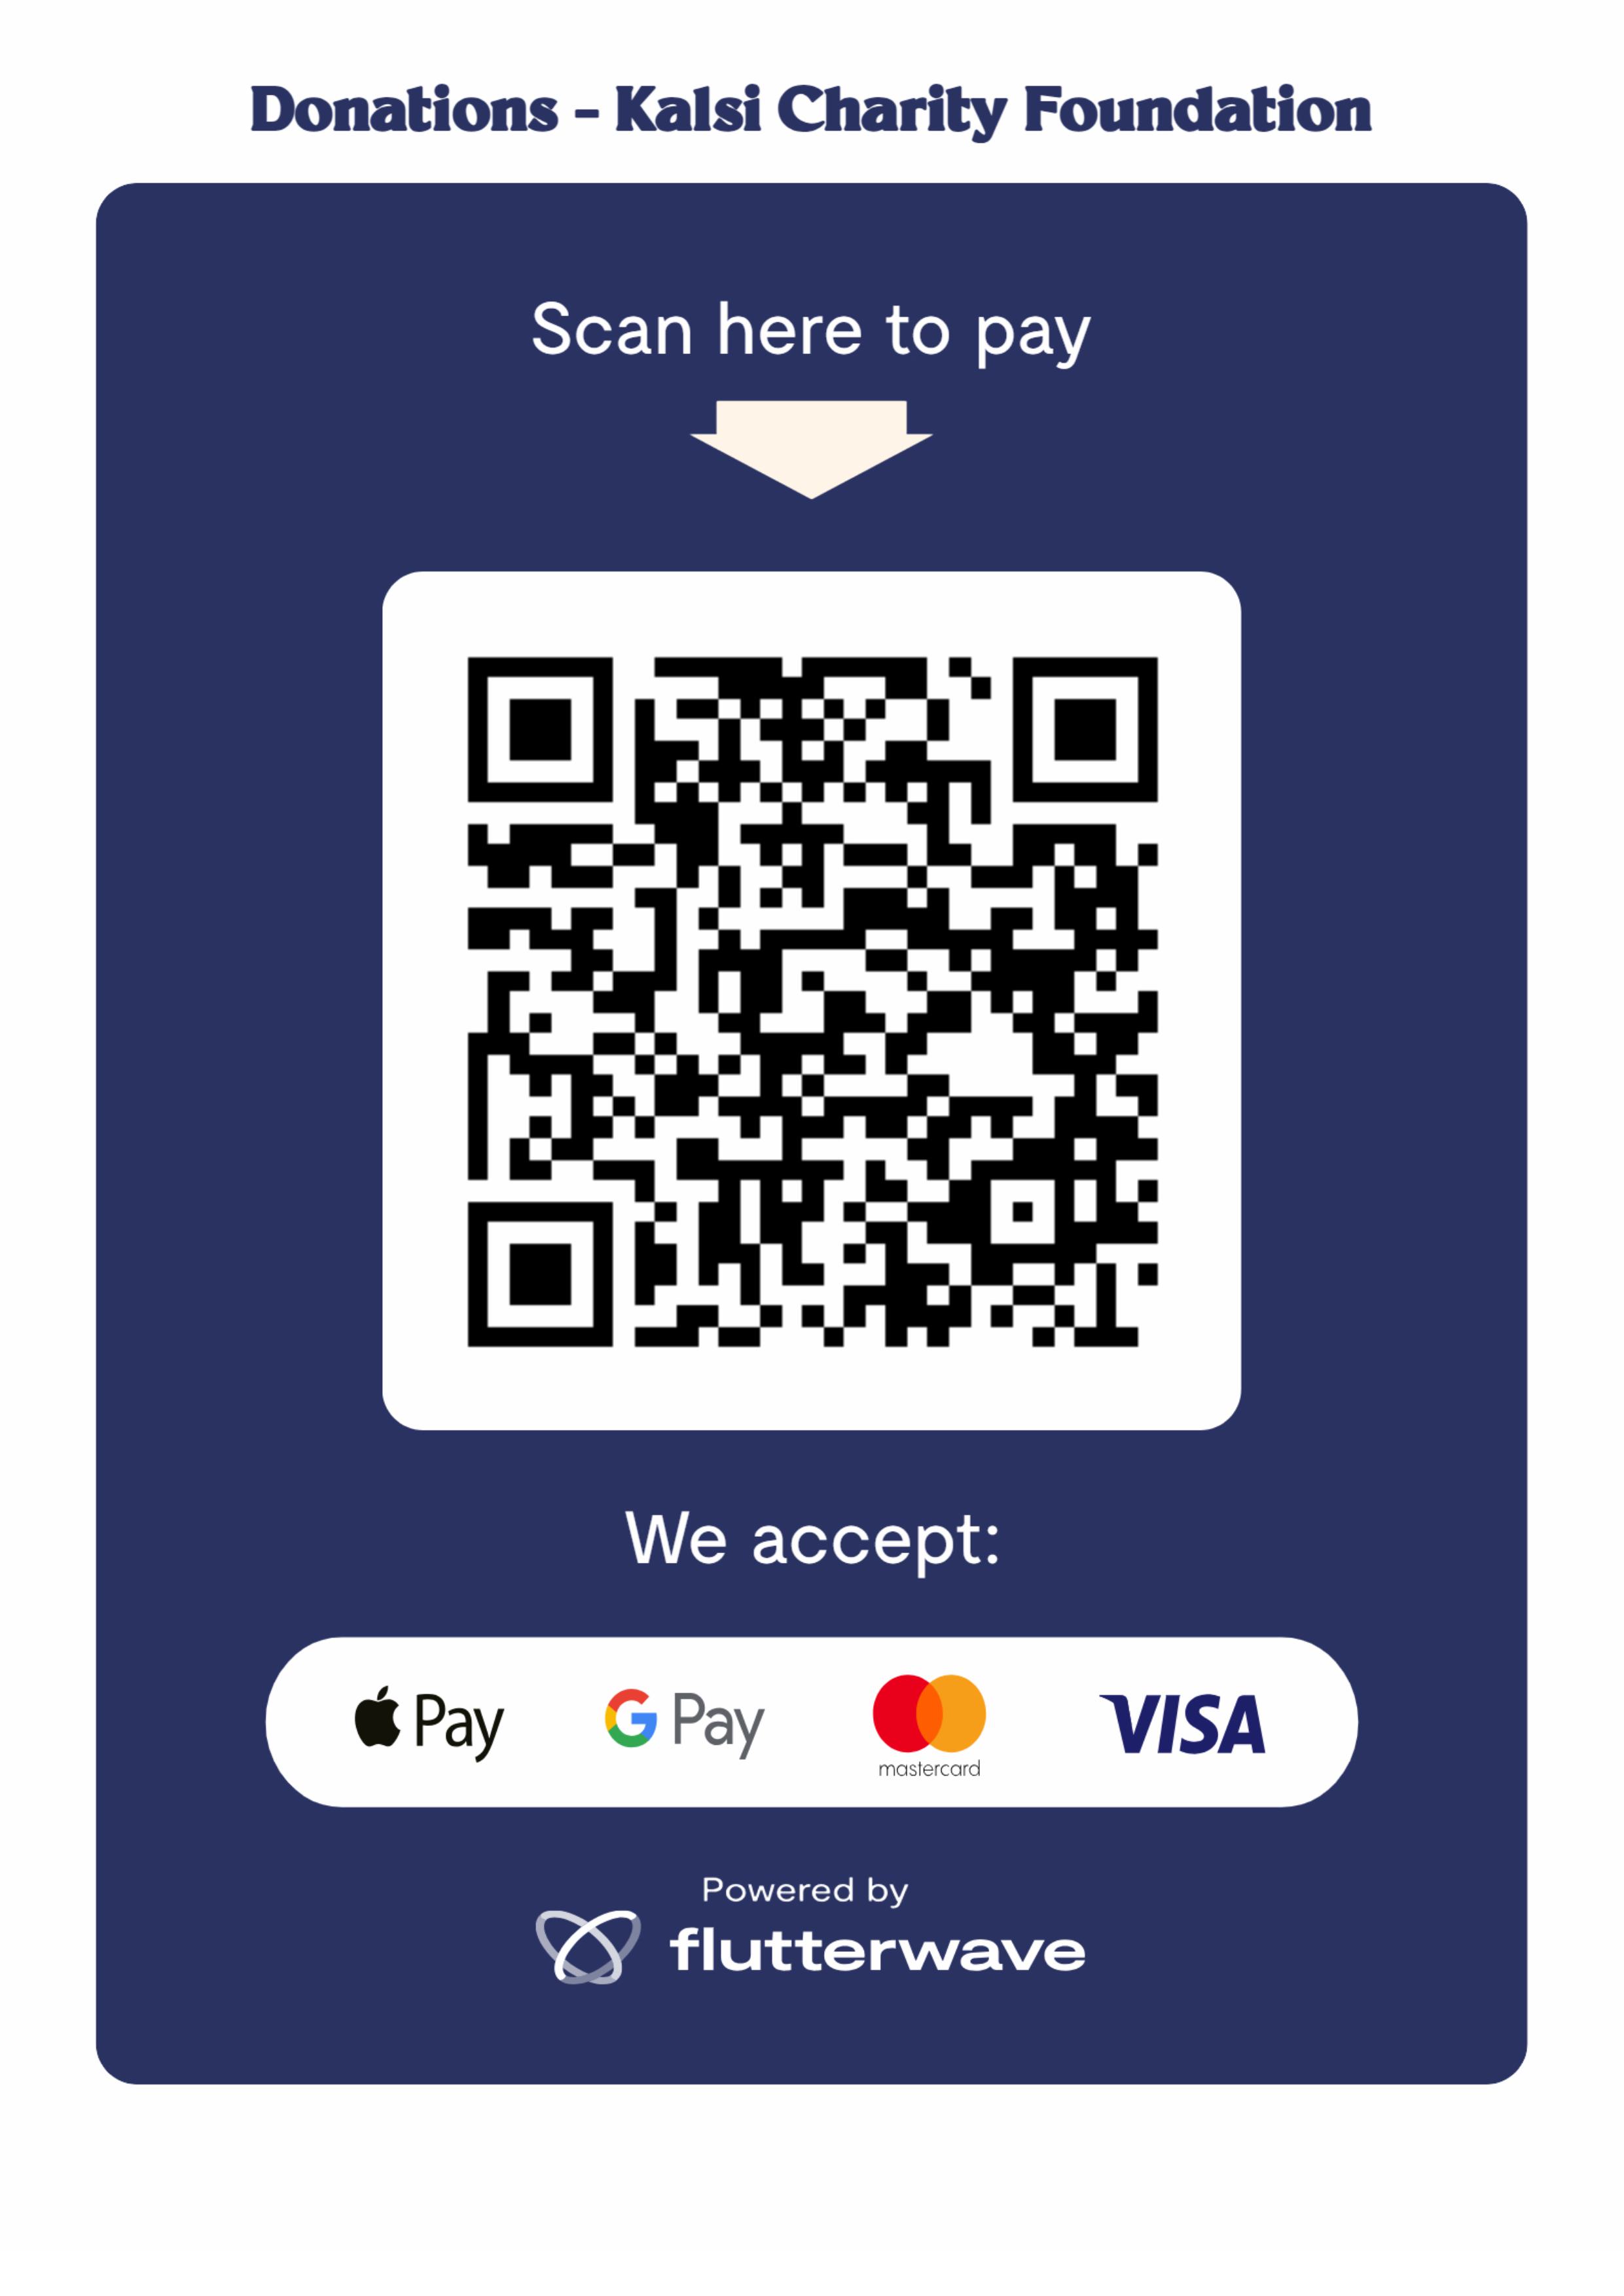 Donations - Kalsi Charity Foundation
Scan here to pay
We accept:
Pay
G Pay
mastercard
VISA
Powered by
flutterwave